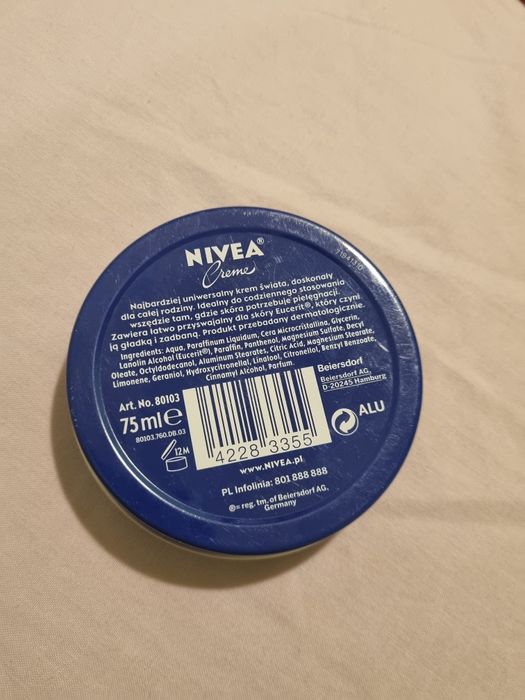 NIVEA®
Creme
71841310
Najbardziej uniwersalny krem świata, doskonały
dla całej rodziny. Idealny do codziennego stosowania
wszędzie tam, gdzie skóra potrzebuje pielęgnacji.
Zawiera łatwo przyswajalny dla skóry Eucerit®, który czyni
ją gładką i zadbaną. Produkt przebadany dermatologicznie.
Ingredients: Aqua, Paraffinum Liquidum, Cera Microcristallina, Glycerin,
Lanolin Alcohol (Eucerit®), Paraffin, Panthenol, Magnesium Sulfate, Decyl
Oleate, Octyldodecanol, Aluminum Stearates, Citric Acid, Magnesium Stearate,
Limonene, Geraniol, Hydroxycitronellal, Linalool, Citronellol, Benzyl Benzoate,
Cinnamyl Alcohol, Parfum.
Beiersdorf
Beiersdorf AG,
D-20245 Hamburg
Art. No. 80103
75 ml e
80103.760.DB.03
12M
4228 3355
ALU
www.NIVEA.pl
PL Infolinia: 801 888 888
®= reg. tm. of Beiersdorf AG,
Germany